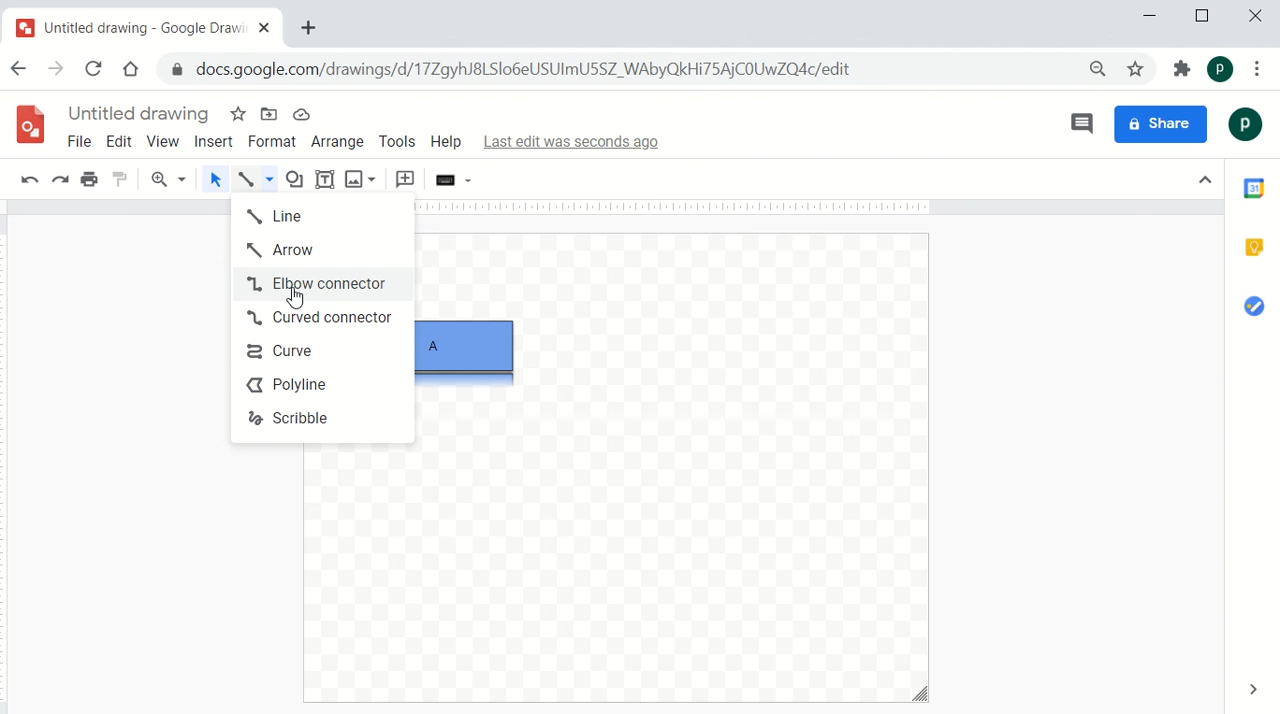 Untitled drawing - Google Drawi
docs.google.com/drawings/d/17ZgyhJ8LSlo6eUSUImU5SZ_WAbyQkHi75AjC0UwZQ4c/edit
P
Untitled drawing
File Edit View Insert Format Arrange Tools Help Last edit was seconds ago
Share
P
31
Line
Arrow
Elbow connector
Curved connector
Curve
Polyline
Scribble
A